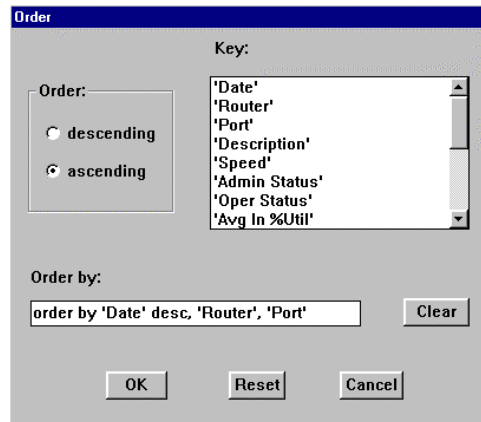 Order
Key:
Order:
descending
ascending
'Date'
'Router'
'Port'
'Description'
'Speed'
'Admin Status'
'Oper Status'
'Avg In %Util'
Order by:
order by 'Date' desc, 'Router', 'Port'
Clear
OK
Reset
Cancel